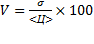 V = σ / <Ц> × 100